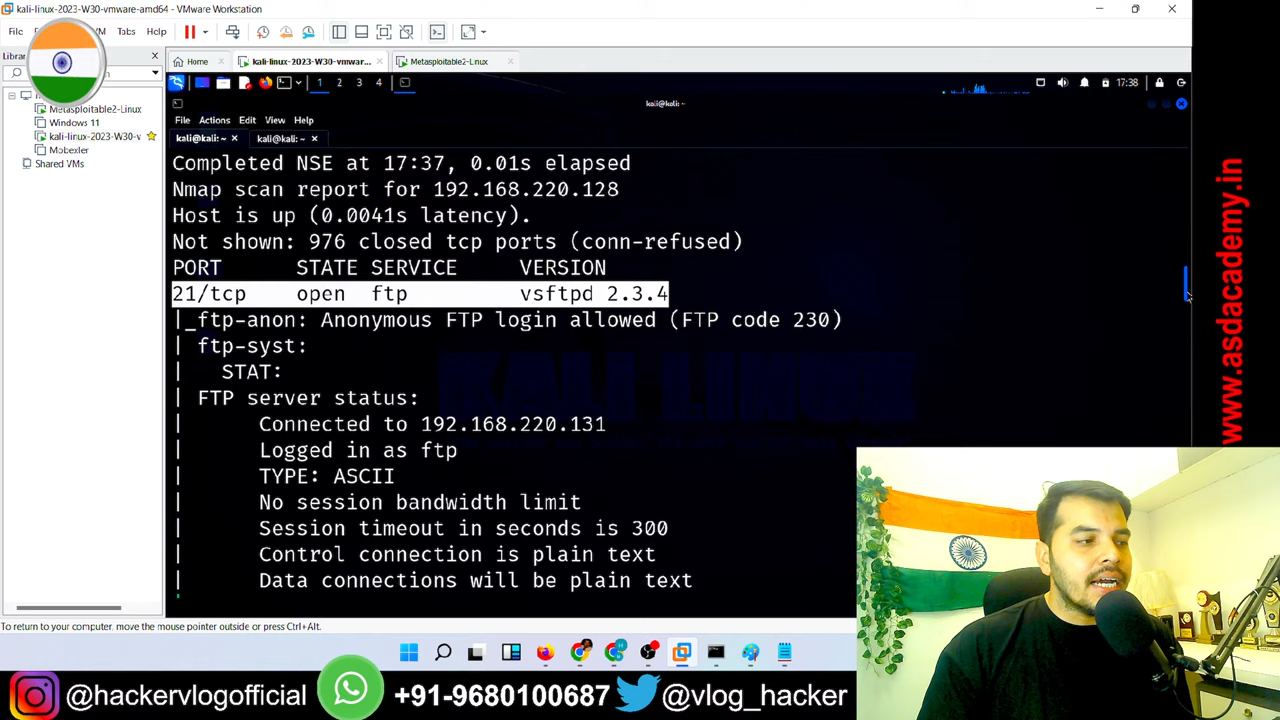 kali-linux-2023-W30-vmware-amd64 - VMware Workstation
File
VM
Tabs
Help
Home
kali-linux-2023-W30-vmwar...
Metasploitable2-Linux
1 2 3 4
17:38
kali@kali: ~
File Actions Edit View Help
kali@kali: ~
kali@kali: ~
Metasploitable2-Linux
Windows 11
kali-linux-2023-W30-v
Mobexler
Shared VMs
Completed NSE at 17:37, 0.01s elapsed
Nmap scan report for 192.168.220.128
Host is up (0.0041s latency).
Not shown: 976 closed tcp ports (conn-refused)
PORT STATE SERVICE VERSION
21/tcp open ftp vsftpd 2.3.4
|_ftp-anon: Anonymous FTP login allowed (FTP code 230)
| ftp-syst:
| STAT:
| FTP server status:
| Connected to 192.168.220.131
| Logged in as ftp
| TYPE: ASCII
| No session bandwidth limit
| Session timeout in seconds is 300
| Control connection is plain text
| Data connections will be plain text
KALI LINUX
To return to your computer, move the mouse pointer outside or press Ctrl+Alt.
@hackervlogofficial
+91-9680100687
@vlog_hacker
www.asdacademy.in